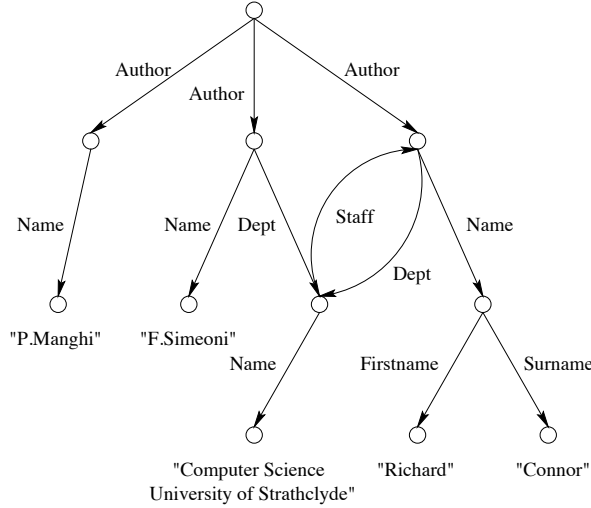 Author
Author
Author
Name
Name
Dept
Staff
Name
Dept
"P.Manghi"
"F.Simeoni"
Name
Firstname
Surname
"Computer Science
University of Strathclyde"
"Richard"
"Connor"